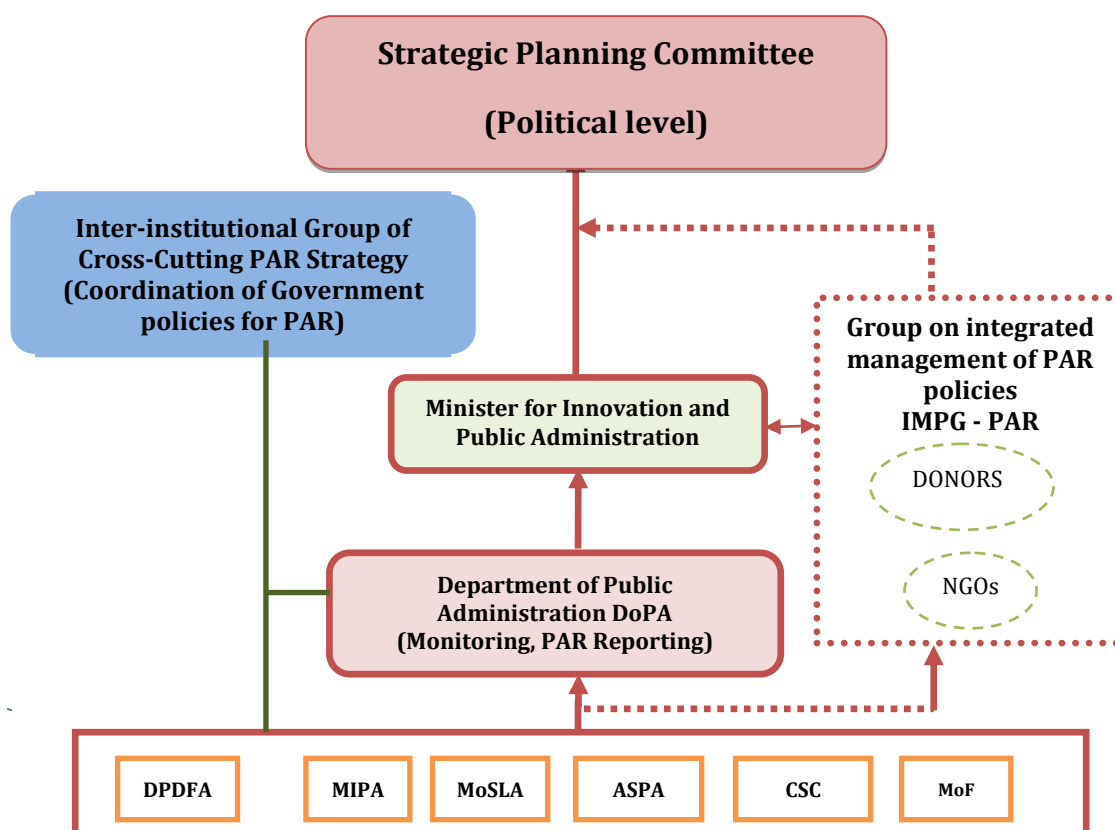 Strategic Planning Committee
(Political level)
Inter-institutional Group of
Cross-Cutting PAR Strategy
(Coordination of Government
policies for PAR)
Group on integrated
management of PAR
policies
IMPG - PAR
DONORS
NGOs
Minister for Innovation and
Public Administration
Department of Public
Administration DoPA
(Monitoring, PAR Reporting)
DPDFA
MIPA
MoSLA
ASPA
CSC
MoF